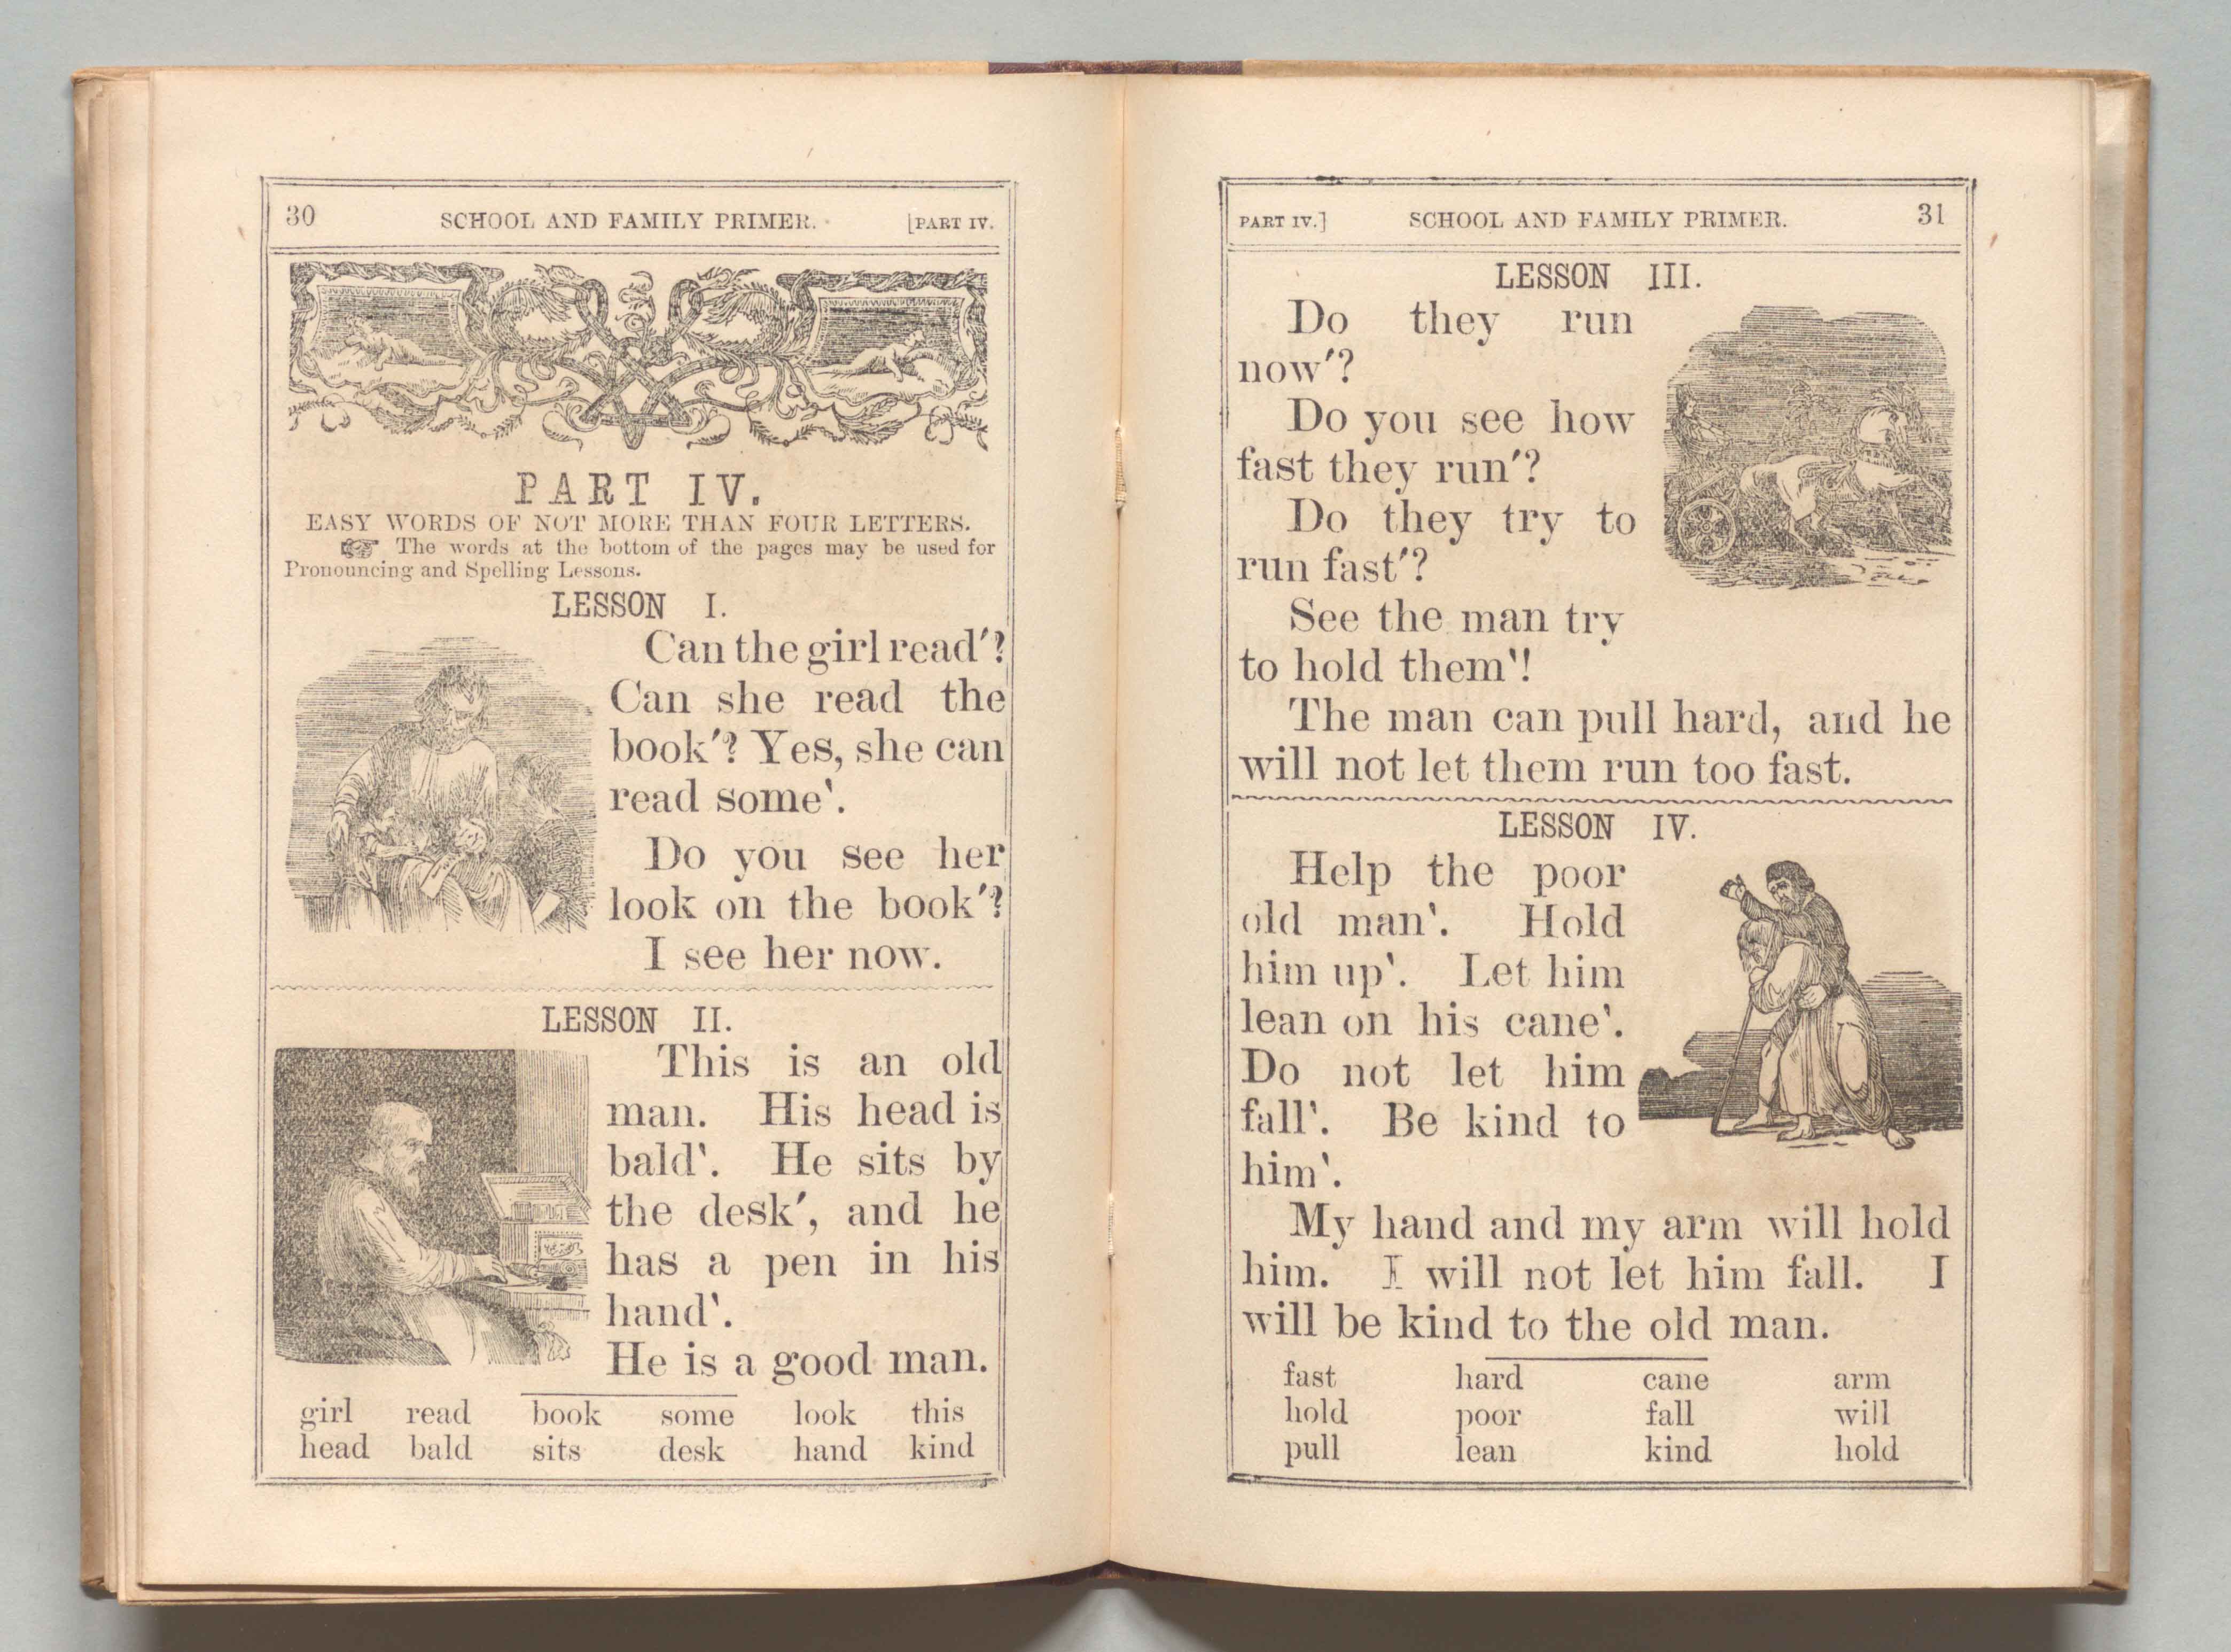 30 SCHOOL AND FAMILY PRIMER. [PART IV.
PART IV.
EASY WORDS OF NOT MORE THAN FOUR LETTERS.
☞ The words at the bottom of the pages may be used for
Pronouncing and Spelling Lessons.
LESSON I.
Can the girl read′?
Can she read the
book′? Yes, she can
read some‵.
Do you see her
look on the book′?
I see her now.
LESSON II.
This is an old
man. His head is
bald‵. He sits by
the desk′, and he
has a pen in his
hand‵.
He is a good man.
girl read book some look this
head bald sits desk hand kind
PART IV.] SCHOOL AND FAMILY PRIMER. 31
LESSON III.
Do they run
now′?
Do you see how
fast they run′?
Do they try to
run fast′?
See the man try
to hold them‵!
The man can pull hard, and he
will not let them run too fast.
LESSON IV.
Help the poor
old man‵. Hold
him up‵. Let him
lean on his cane‵.
Do not let him
fall‵. Be kind to
him‵.
My hand and my arm will hold
him. I will not let him fall. I
will be kind to the old man.
fast hard cane arm
hold poor fall will
pull lean kind hold